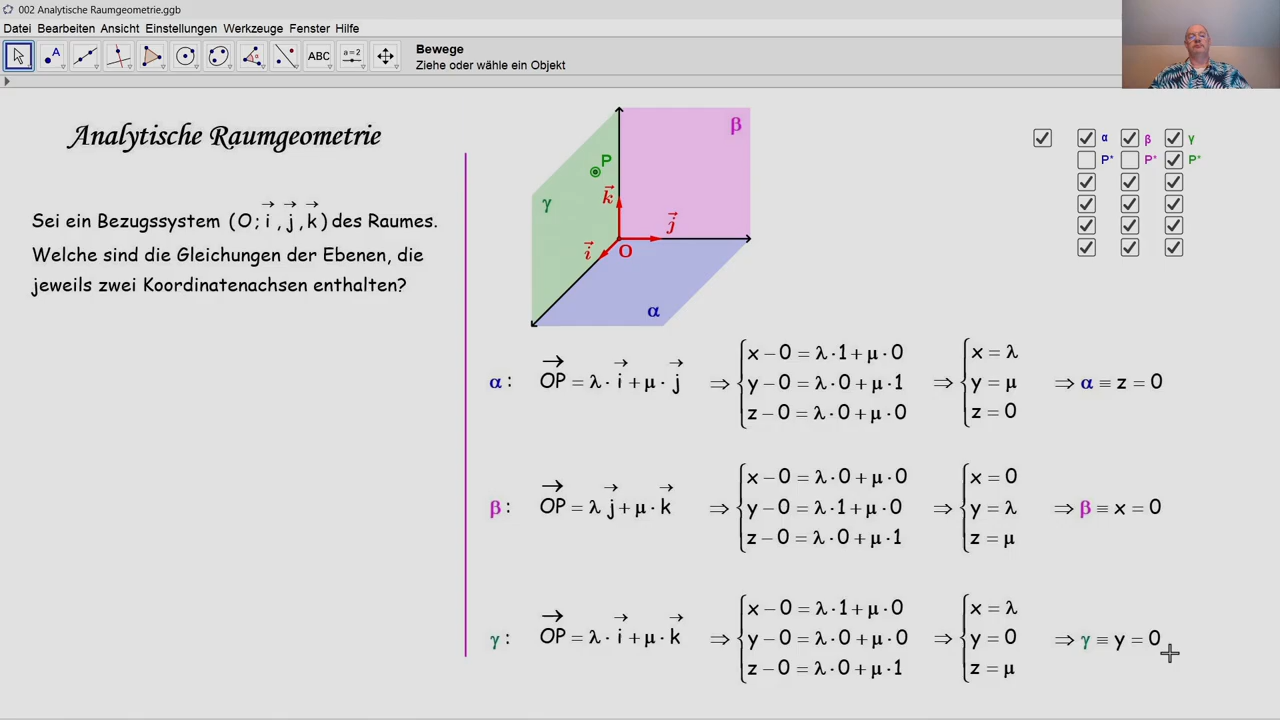 002 Analytische Raumgeometrie.ggb
Datei Bearbeiten Ansicht Einstellungen Werkzeuge Fenster Hilfe
A ABC a=2 Bewege
Ziehe oder wähle ein Objekt
Analytische Raumgeometrie
Sei ein Bezugssystem (O; i, j, k) des Raumes.
Welche sind die Gleichungen der Ebenen, die
jeweils zwei Koordinatenachsen enthalten?
β
P
γ
k
j
i
O
α
α β γ
P* P* P*
α: OP = λ · i + μ · j ⇒ { x − 0 = λ · 1 + μ · 0 ⇒ { x = λ ⇒ α ≡ z = 0
y − 0 = λ · 0 + μ · 1 y = μ
z − 0 = λ · 0 + μ · 0 z = 0
β: OP = λ j + μ · k ⇒ { x − 0 = λ · 0 + μ · 0 ⇒ { x = 0 ⇒ β ≡ x = 0
y − 0 = λ · 1 + μ · 0 y = λ
z − 0 = λ · 0 + μ · 1 z = μ
γ: OP = λ · i + μ · k ⇒ { x − 0 = λ · 1 + μ · 0 ⇒ { x = λ ⇒ γ ≡ y = 0
y − 0 = λ · 0 + μ · 0 y = 0
z − 0 = λ · 0 + μ · 1 z = μ